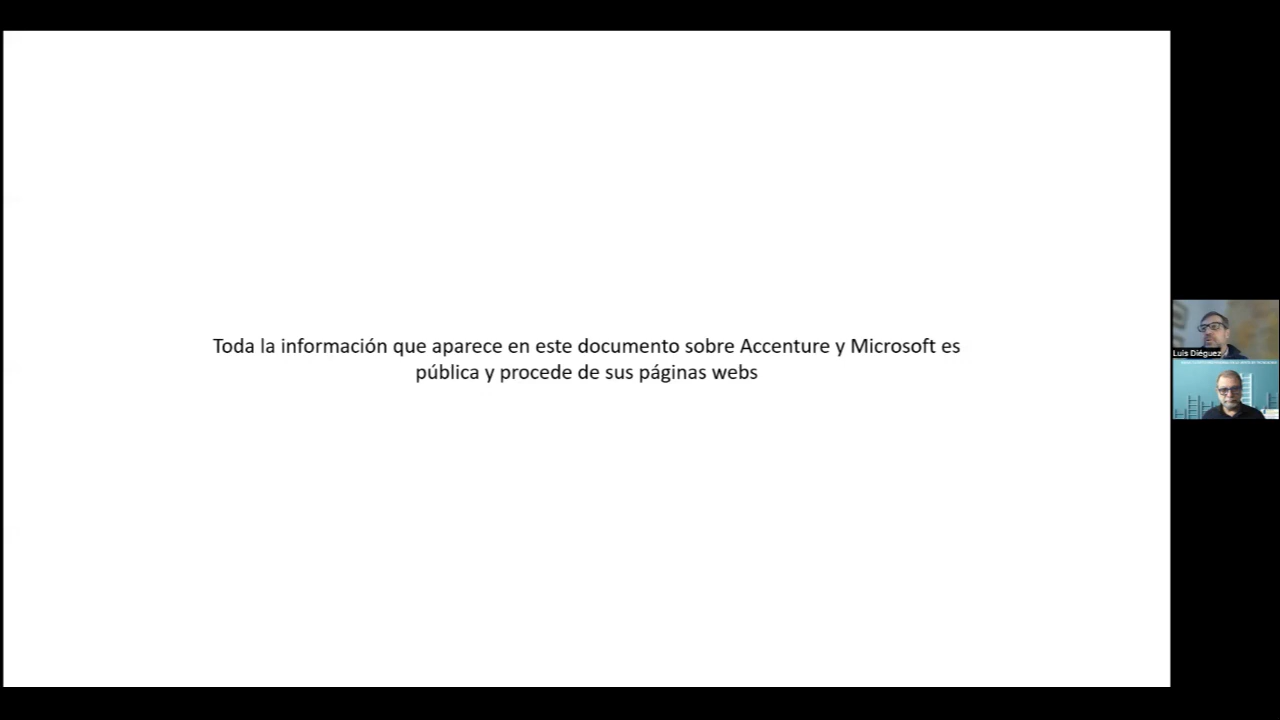 Toda la información que aparece en este documento sobre Accenture y Microsoft es
pública y procede de sus páginas webs
Luis Diéguez